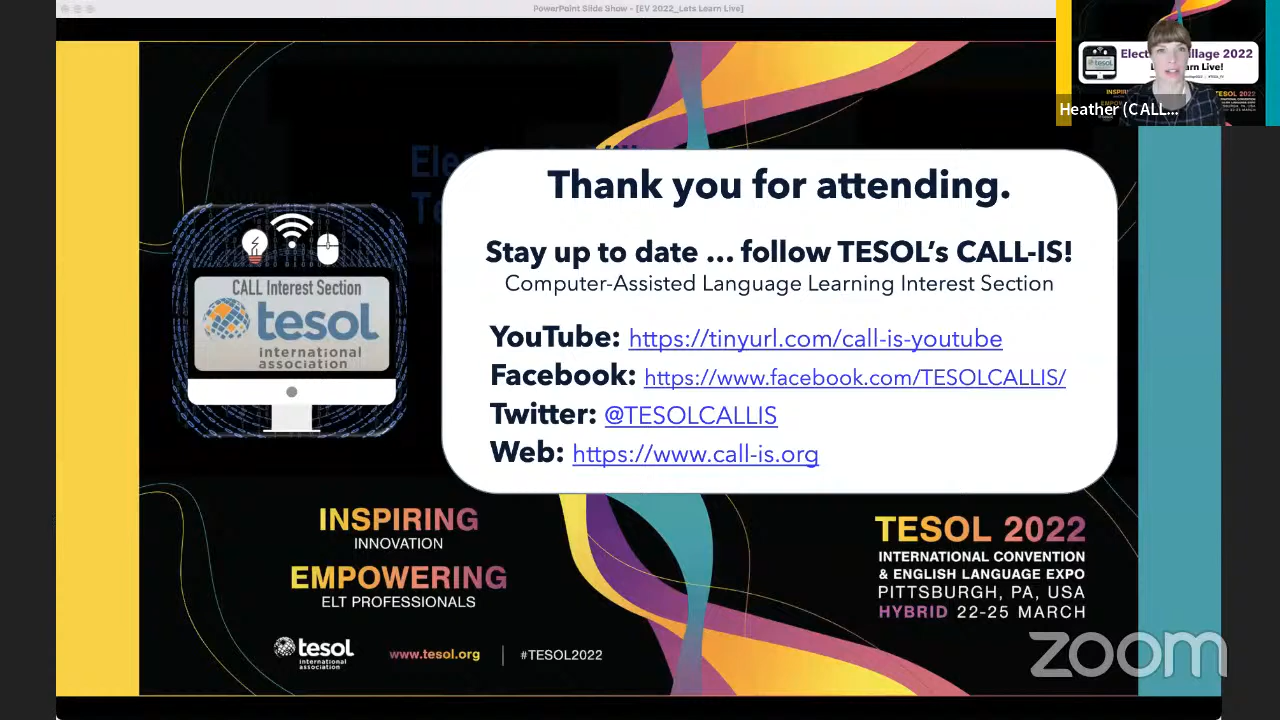 PowerPoint Slide Show - [EV 2022_Lets Learn Live]
Thank you for attending.
Stay up to date ... follow TESOL's CALL-IS!
Computer-Assisted Language Learning Interest Section
YouTube: https://tinyurl.com/call-is-youtube
Facebook: https://www.facebook.com/TESOLCALLIS/
Twitter: @TESOLCALLIS
Web: https://www.call-is.org
CALL Interest Section
tesol
international
association
INSPIRING
INNOVATION
EMPOWERING
ELT PROFESSIONALS
tesol
international
association
www.tesol.org | #TESOL2022
TESOL 2022
INTERNATIONAL CONVENTION
& ENGLISH LANGUAGE EXPO
PITTSBURGH, PA, USA
HYBRID 22-25 MARCH
zoom
2022
Heather (CALL...
TESOL 2022